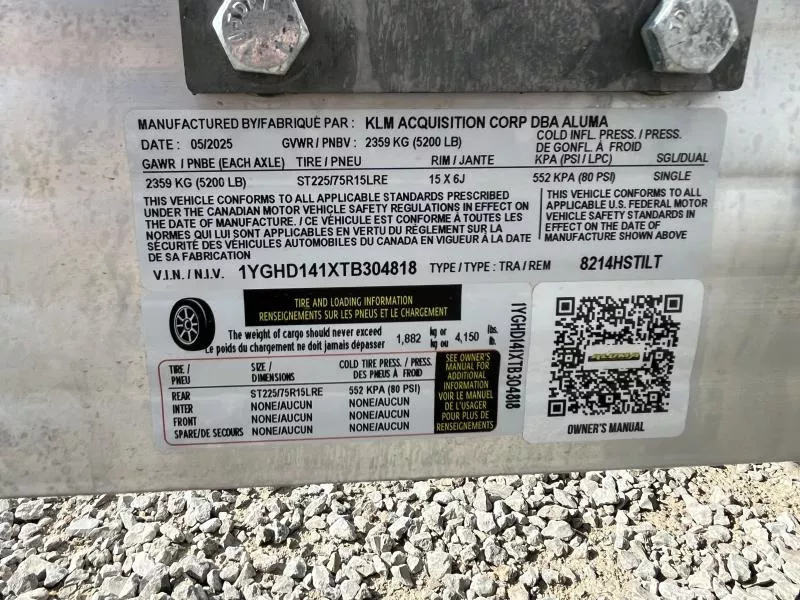 MANUFACTURED BY/FABRIQUÉ PAR : KLM ACQUISITION CORP DBA ALUMA
DATE : 05/2025 GVWR / PNBV : 2359 KG (5200 LB) COLD INFL. PRESS. / PRESS. DE GONFL. À FROID
GAWR / PNBE (EACH AXLE) TIRE / PNEU RIM / JANTE KPA (PSI / LPC) SGL/DUAL
2359 KG (5200 LB) ST225/75R15LRE 15 X 6J 552 KPA (80 PSI) SINGLE
THIS VEHICLE CONFORMS TO ALL APPLICABLE STANDARDS PRESCRIBED
UNDER THE CANADIAN MOTOR VEHICLE SAFETY REGULATIONS IN EFFECT ON
THE DATE OF MANUFACTURE. / CE VÉHICULE EST CONFORME À TOUTES LES
NORMES QUI LUI SONT APPLICABLES EN VERTU DU RÈGLEMENT SUR LA
SÉCURITÉ DES VÉHICULES AUTOMOBILES DU CANADA EN VIGUEUR À LA DATE
DE SA FABRICATION
THIS VEHICLE CONFORMS TO ALL
APPLICABLE U.S. FEDERAL MOTOR
VEHICLE SAFETY STANDARDS IN
EFFECT ON THE DATE OF
MANUFACTURE SHOWN ABOVE
V.I.N. / N.I.V. 1YGHD141XTB304818 TYPE / TYPE : TRA / REM 8214HSTILT
TIRE AND LOADING INFORMATION
RENSEIGNEMENTS SUR LES PNEUS ET LE CHARGEMENT
The weight of cargo should never exceed
Le poids du chargement ne doit jamais dépasser
1,882 kg or kg ou 4,150 lbs. lb.
TIRE / PNEU SIZE / DIMENSION COLD TIRE PRESS. / PRESS. DES PNEUS À FROID
REAR ST225/75R15LRE 552 KPA (80 PSI)
INTER NONE/AUCUN NONE/AUCUN
FRONT NONE/AUCUN NONE/AUCUN
SPARE/DE SECOURS NONE/AUCUN NONE/AUCUN
SEE OWNER'S
MANUAL FOR
ADDITIONAL
INFORMATION
VOIR LE MANUEL
DE L'USAGER
POUR PLUS DE
RENSEIGNEMENTS
1YGHD141XTB304818
ALUMA
OWNER'S MANUAL